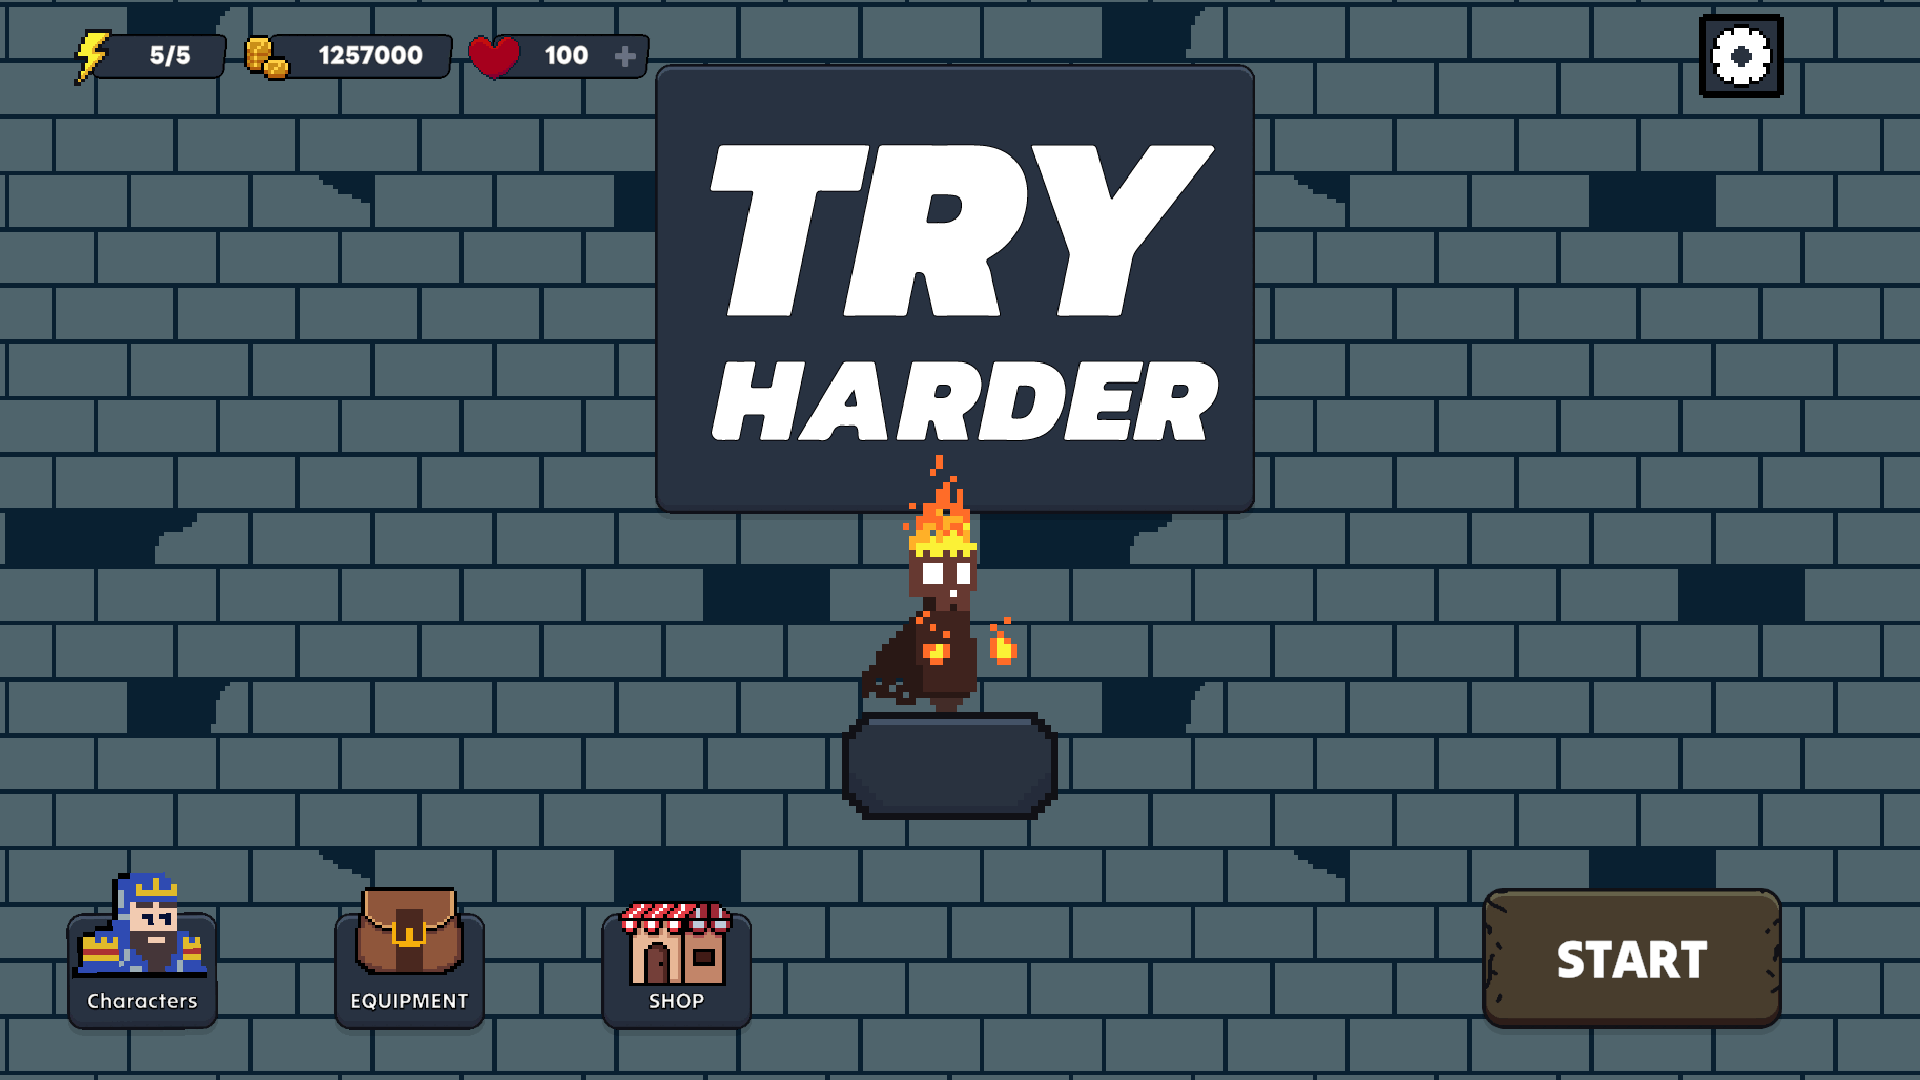 5/5
1257000
100 +
TRY
HARDER
Characters
EQUIPMENT
SHOP
START